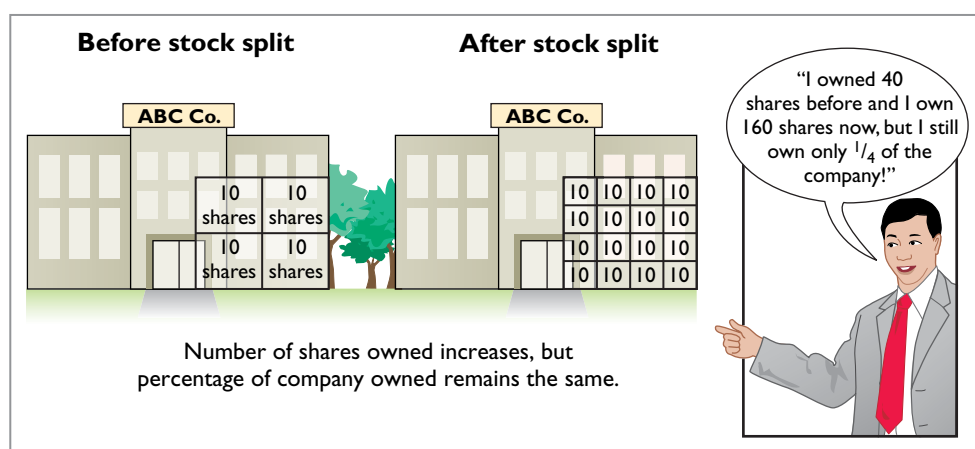 Before stock split
After stock split
ABC Co.
ABC Co.
10
shares
10
shares
10
shares
10
shares
10 10 10 10
10 10 10 10
10 10 10 10
10 10 10 10
"I owned 40
shares before and I own
160 shares now, but I still
own only 1/4 of the
company!"
Number of shares owned increases, but
percentage of company owned remains the same.